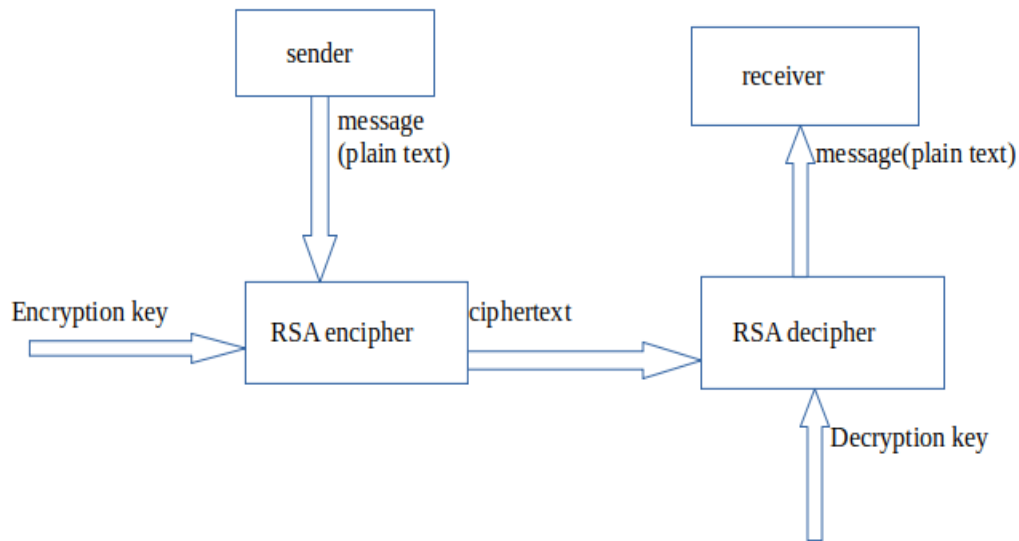 sender
receiver
message
(plain text)
message(plain text)
Encryption key
RSA encipher
ciphertext
RSA decipher
Decryption key